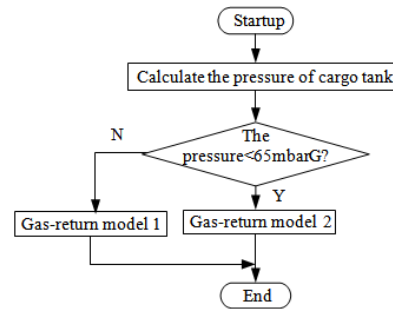 Startup
Calculate the pressure of cargo tank
The
pressure<65mbarG?
N
Y
Gas-return model 1
Gas-return model 2
End